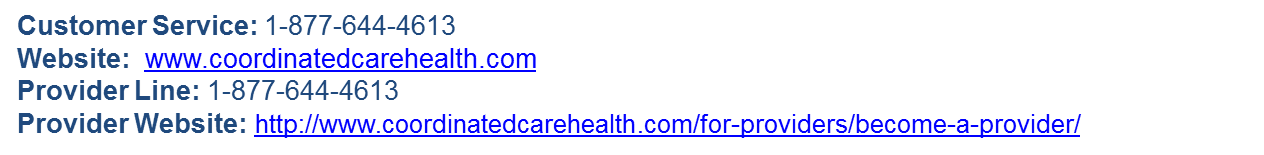 Customer Service: 1-877-644-4613
Website:  www.coordinatedcarehealth.com
Provider Line: 1-877-644-4613
Provider Website: http://www.coordinatedcarehealth.com/for-providers/become-a-provider/